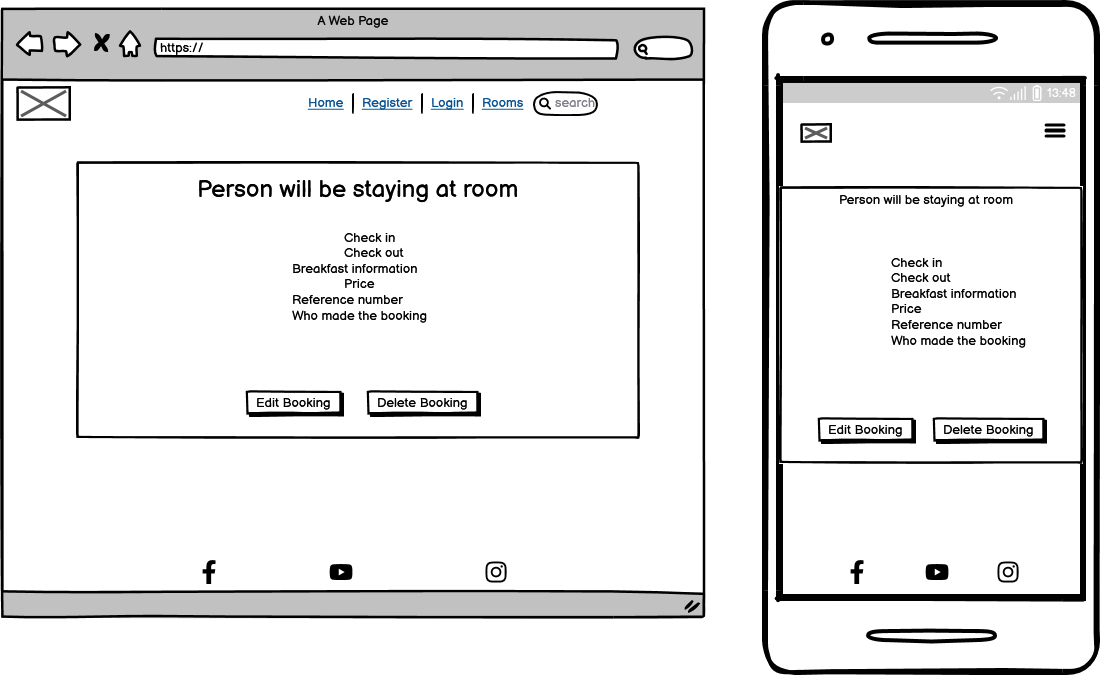 A Web Page
https://
Home Register Login Rooms search
Person will be staying at room
Check in
Check out
Breakfast information
Price
Reference number
Who made the booking
Edit Booking Delete Booking
13:48
Person will be staying at room
Check in
Check out
Breakfast information
Price
Reference number
Who made the booking
Edit Booking Delete Booking